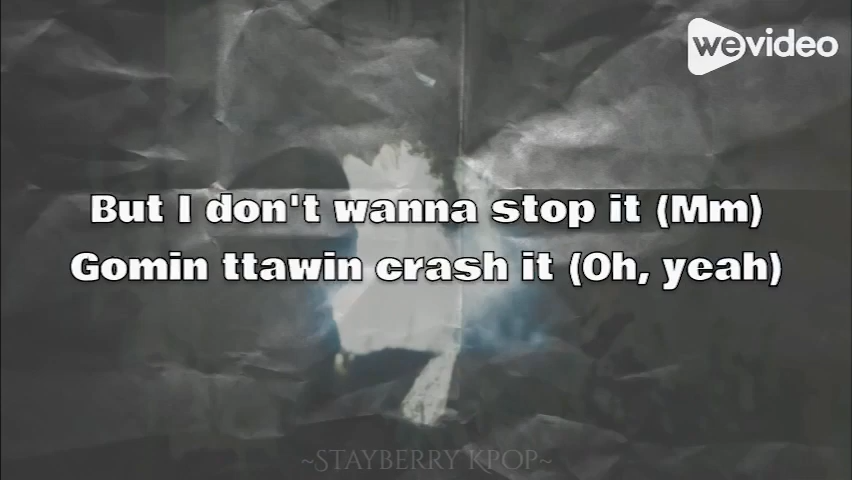 wevideo
But I don't wanna stop it (Mm)
Gomin ttawin crash it (Oh, yeah)
~STAYBERRY KPOP~